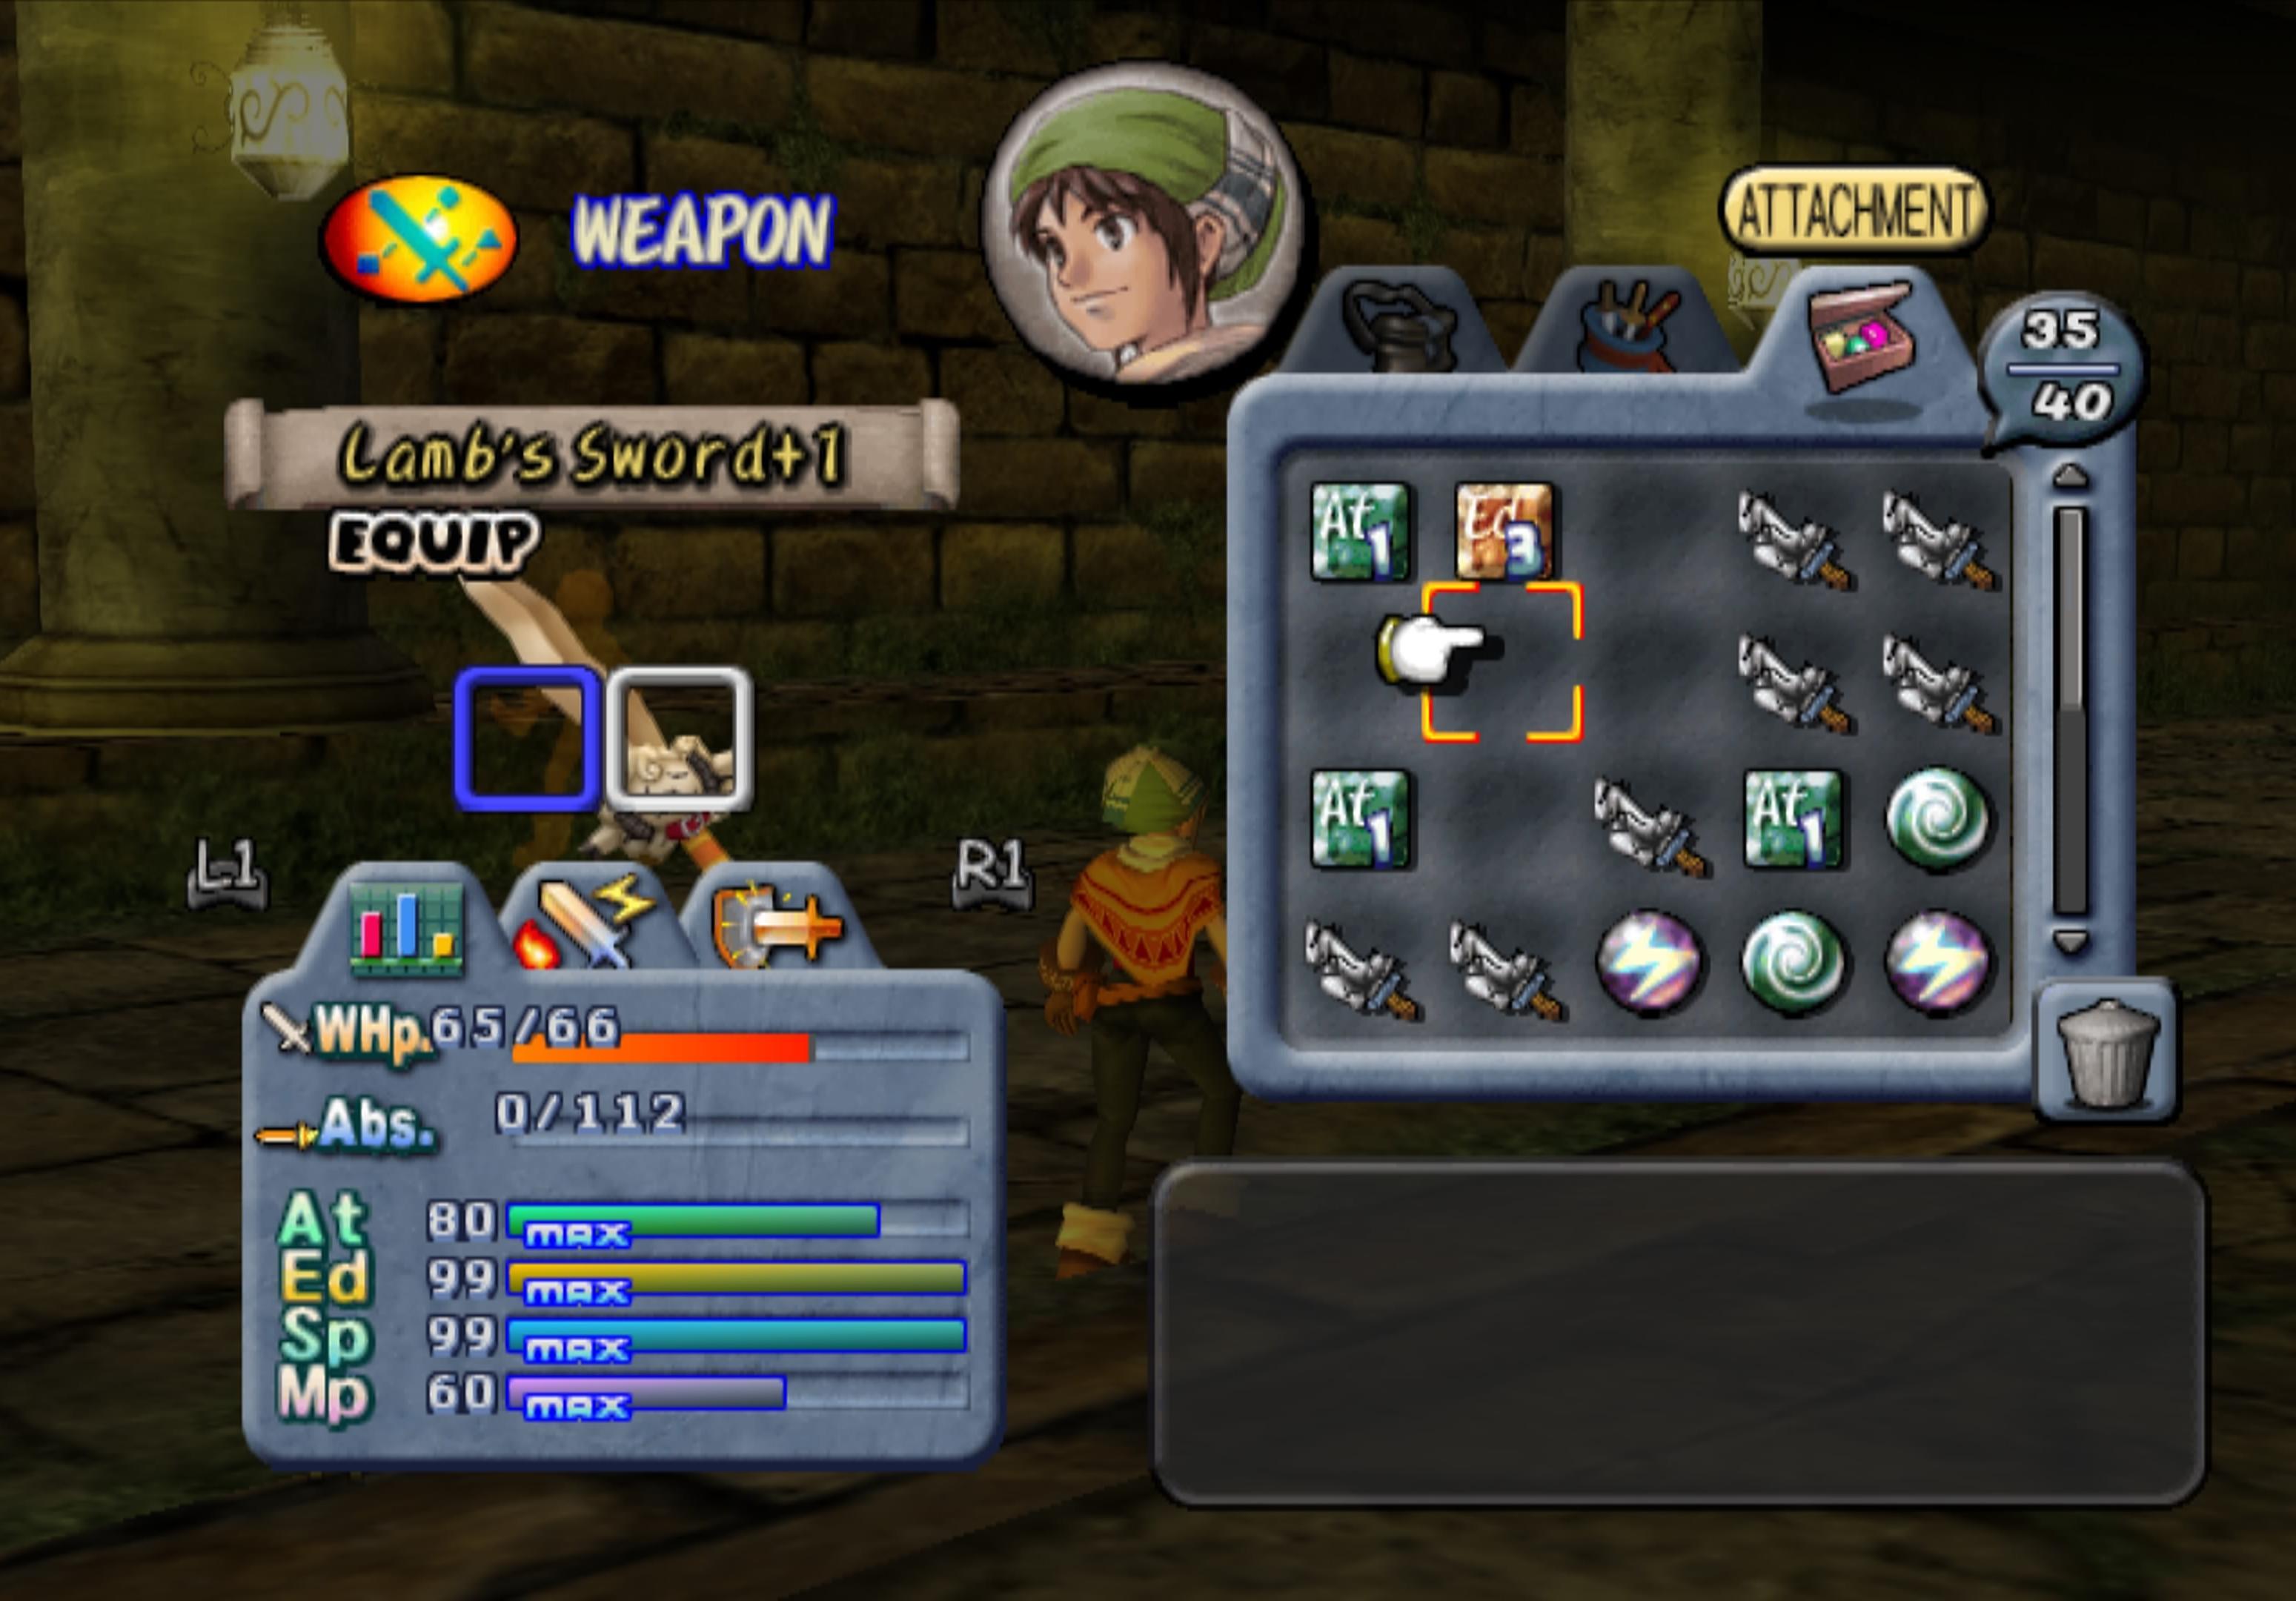 WEAPON
ATTACHMENT
35
40
Lamb's Sword+1
EQUIP
At 1
Ed 3
At 1
At 1
L1
R1
WHp. 65/66
Abs. 0/112
At 80 max
Ed 99 max
Sp 99 max
Mp 60 max